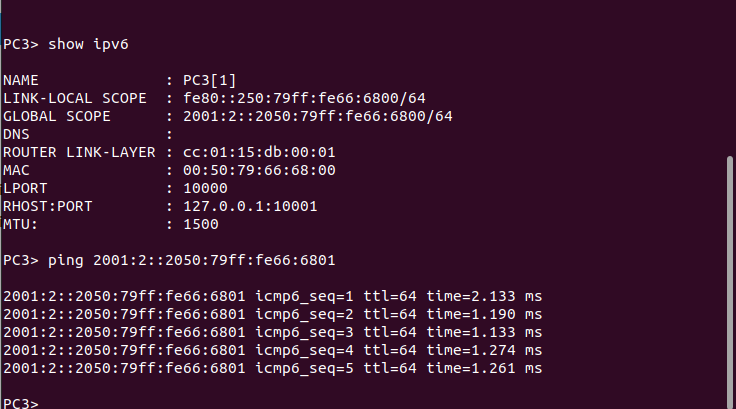 PC3> show ipv6
NAME : PC3[1]
LINK-LOCAL SCOPE : fe80::250:79ff:fe66:6800/64
GLOBAL SCOPE : 2001:2::2050:79ff:fe66:6800/64
DNS :
ROUTER LINK-LAYER : cc:01:15:db:00:01
MAC : 00:50:79:66:68:00
LPORT : 10000
RHOST:PORT : 127.0.0.1:10001
MTU: : 1500
PC3> ping 2001:2::2050:79ff:fe66:6801
2001:2::2050:79ff:fe66:6801 icmp6_seq=1 ttl=64 time=2.133 ms
2001:2::2050:79ff:fe66:6801 icmp6_seq=2 ttl=64 time=1.190 ms
2001:2::2050:79ff:fe66:6801 icmp6_seq=3 ttl=64 time=1.133 ms
2001:2::2050:79ff:fe66:6801 icmp6_seq=4 ttl=64 time=1.274 ms
2001:2::2050:79ff:fe66:6801 icmp6_seq=5 ttl=64 time=1.261 ms
PC3>